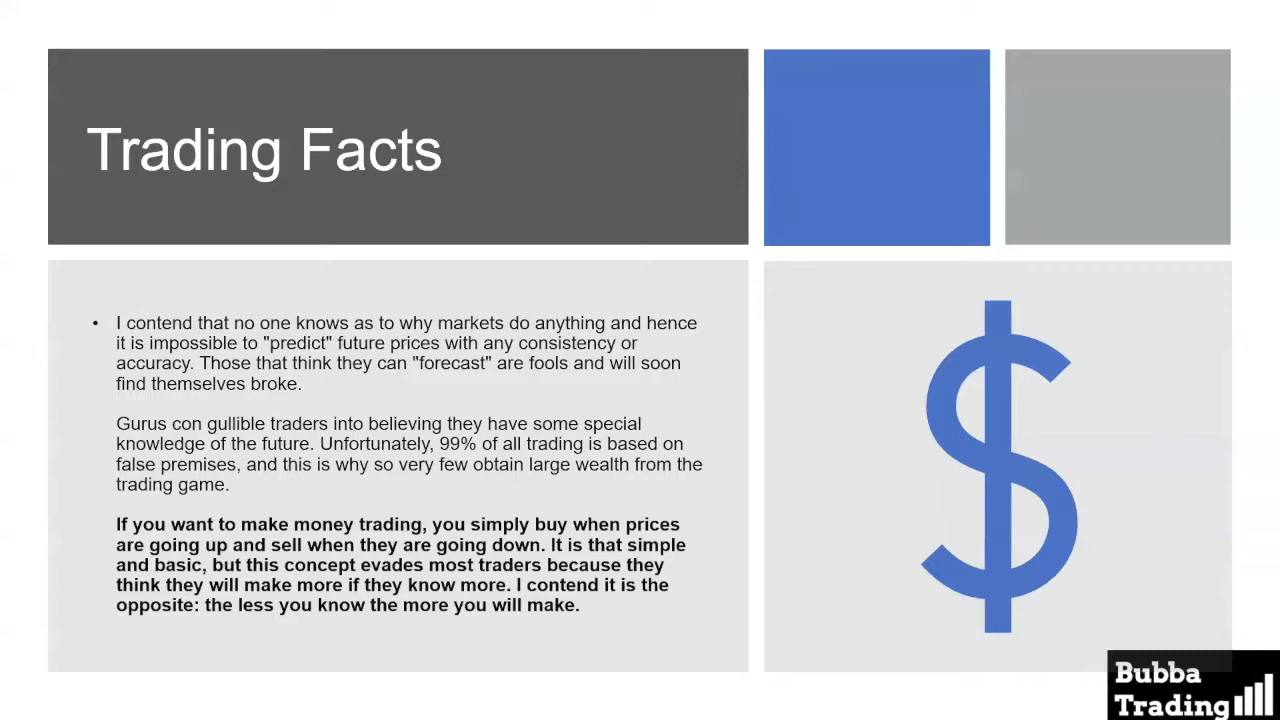 Trading Facts
• I contend that no one knows as to why markets do anything and hence
it is impossible to "predict" future prices with any consistency or
accuracy. Those that think they can "forecast" are fools and will soon
find themselves broke.
Gurus con gullible traders into believing they have some special
knowledge of the future. Unfortunately, 99% of all trading is based on
false premises, and this is why so very few obtain large wealth from the
trading game.
If you want to make money trading, you simply buy when prices
are going up and sell when they are going down. It is that simple
and basic, but this concept evades most traders because they
think they will make more if they know more. I contend it is the
opposite: the less you know the more you will make.
$
Bubba
Trading